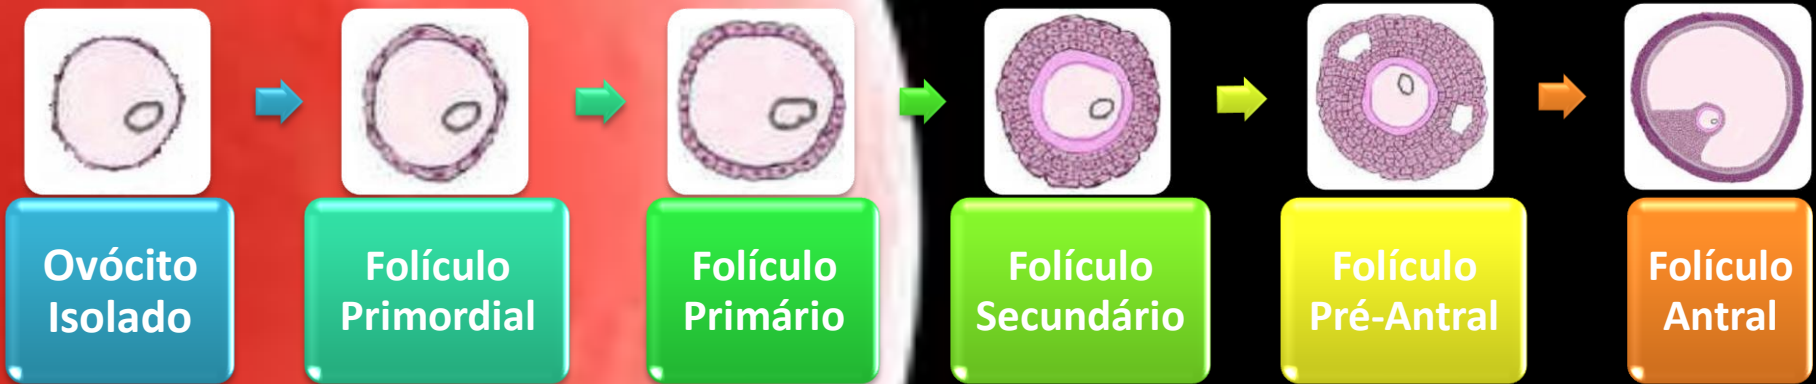 Ovócito
Isolado
Folículo
Primordial
Folículo
Primário
Folículo
Secundário
Folículo
Pré-Antral
Folículo
Antral